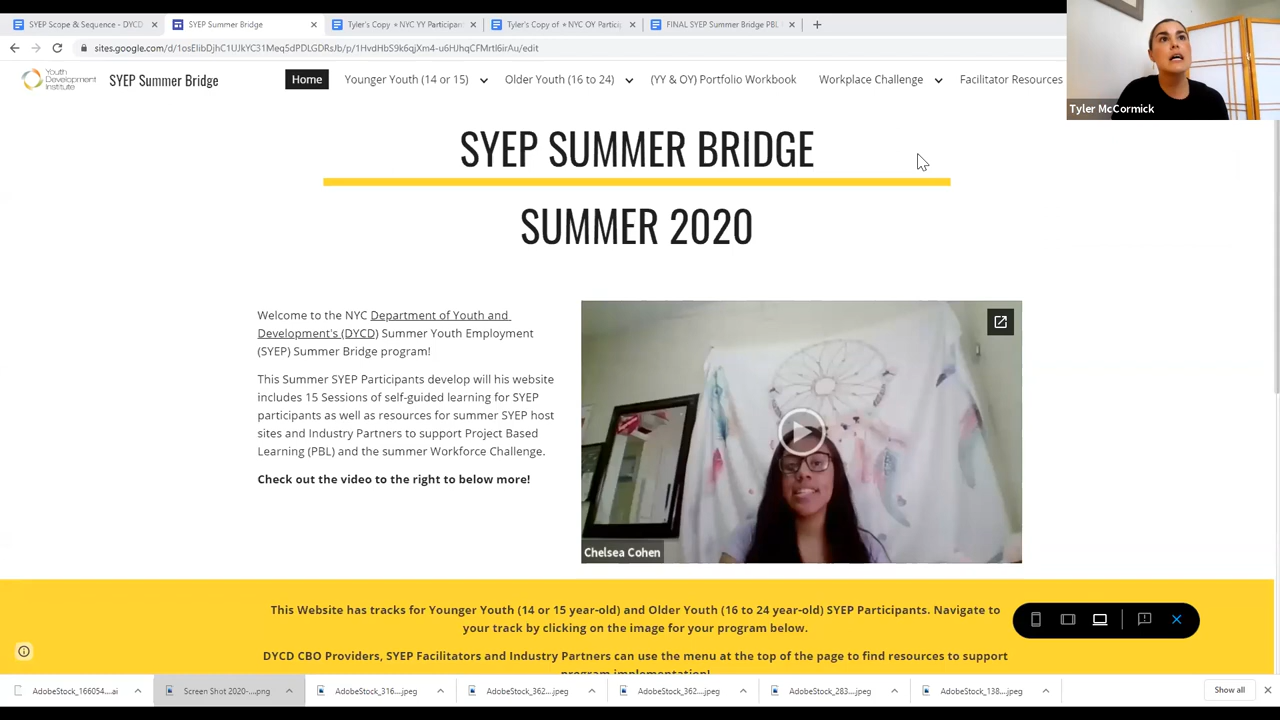 SYEP Scope & Sequence - DYCD
SYEP Summer Bridge
Tyler's Copy ⭑NYC YY Participan
Tyler's Copy of ⭑NYC OY Particip
FINAL SYEP Summer Bridge PBL
sites.google.com/d/1osElibDjhC1UJkYC31Meq5dPDLGDRsJb/p/1HvdHbS9k6qjXm4-u6HJhqCFMrtl6irAu/edit
Youth
Development
Institute
SYEP Summer Bridge
Home
Younger Youth (14 or 15)
Older Youth (16 to 24)
(YY & OY) Portfolio Workbook
Workplace Challenge
Facilitator Resources
Tyler McCormick
SYEP SUMMER BRIDGE
SUMMER 2020
Welcome to the NYC Department of Youth and
Development's (DYCD) Summer Youth Employment
(SYEP) Summer Bridge program!
This Summer SYEP Participants develop will his website
includes 15 Sessions of self-guided learning for SYEP
participants as well as resources for summer SYEP host
sites and Industry Partners to support Project Based
Learning (PBL) and the summer Workforce Challenge.
Check out the video to the right to below more!
Chelsea Cohen
This Website has tracks for Younger Youth (14 or 15 year-old) and Older Youth (16 to 24 year-old) SYEP Participants. Navigate to
your track by clicking on the image for your program below.
DYCD CBO Providers, SYEP Facilitators and Industry Partners can use the menu at the top of the page to find resources to support
program implementation!
AdobeStock_166054....ai
Screen Shot 2020-....png
AdobeStock_316....jpeg
AdobeStock_362....jpeg
AdobeStock_362....jpeg
AdobeStock_283....jpeg
AdobeStock_138....jpeg
Show all